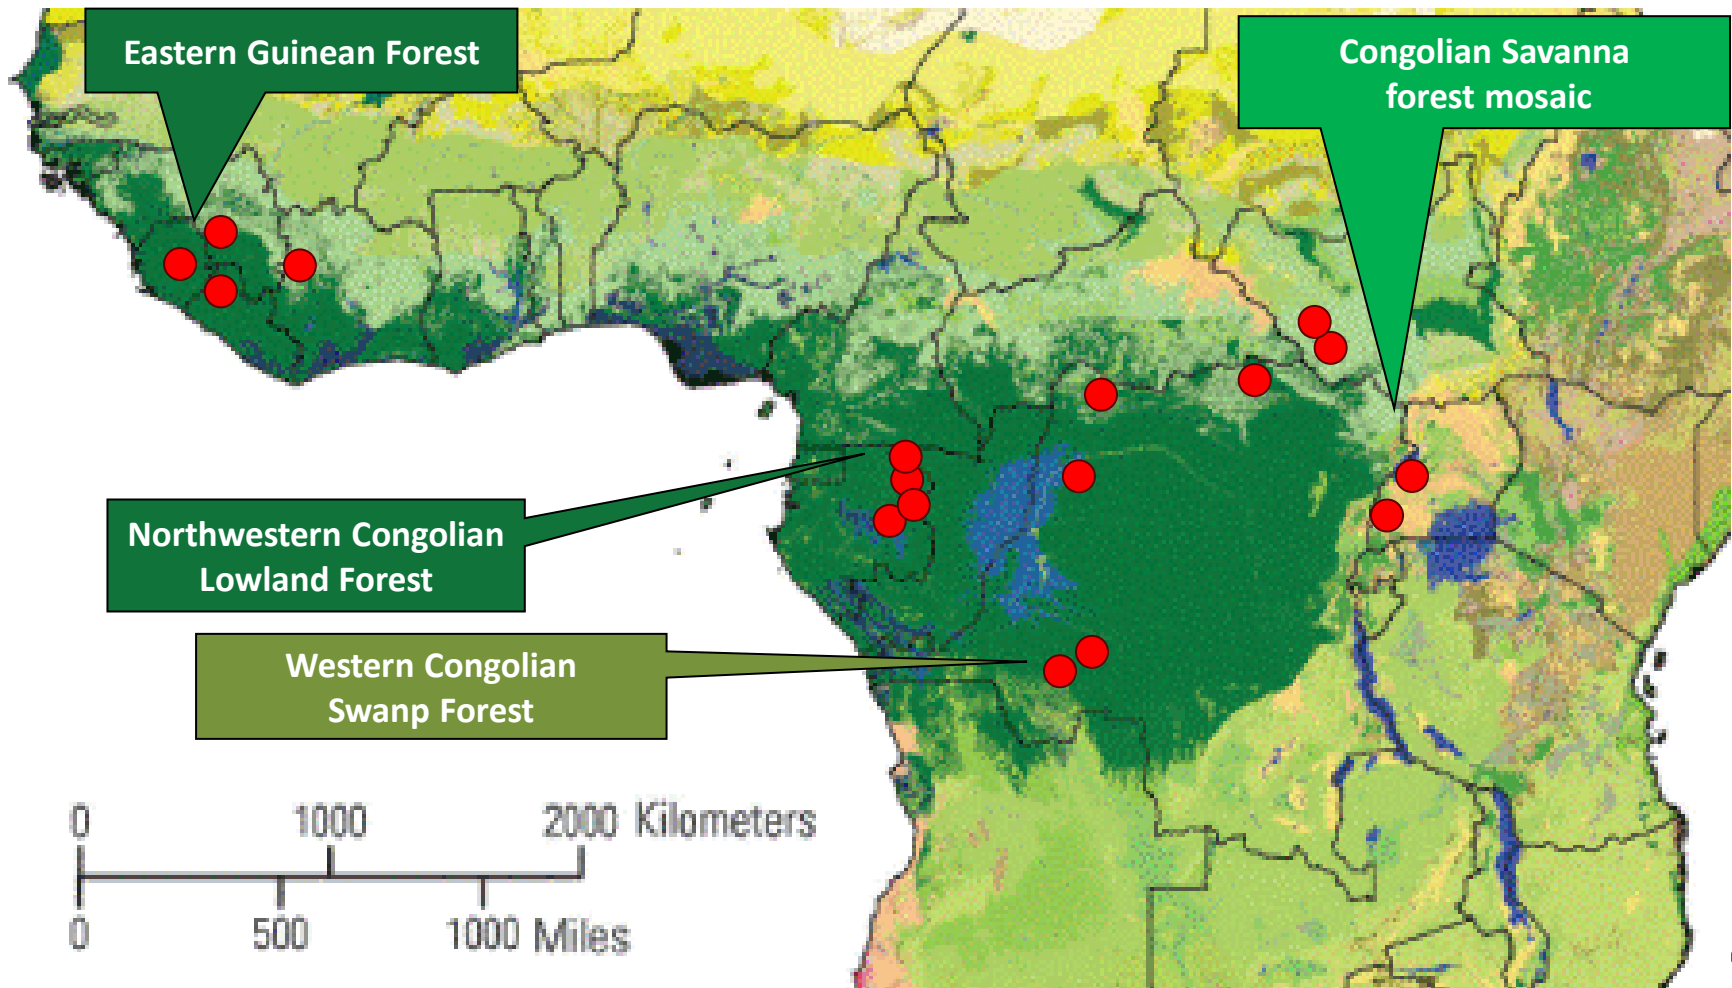 Eastern Guinean Forest
Congolian Savanna
forest mosaic
Northwestern Congolian
Lowland Forest
Western Congolian
Swanp Forest
0 1000 2000 Kilometers
0 500 1000 Miles